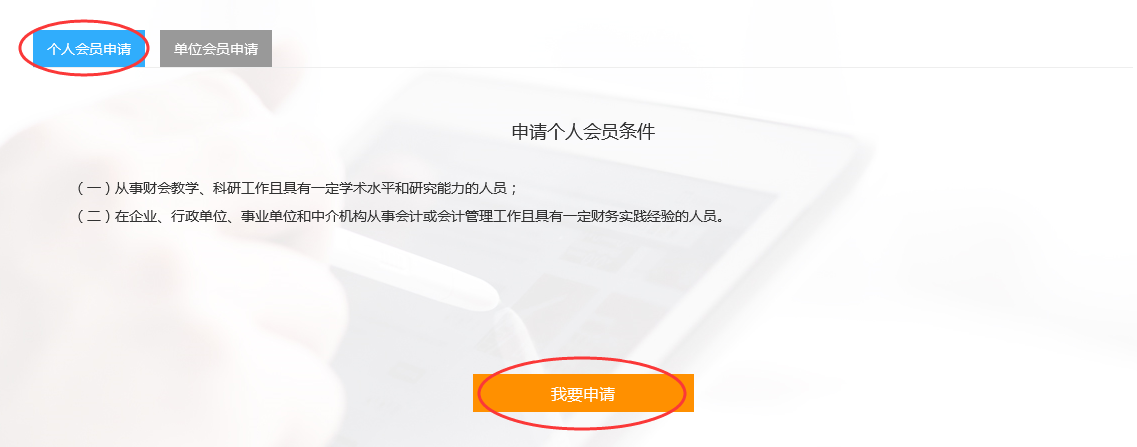 个人会员申请
单位会员申请
申请个人会员条件
（一）从事财会教学、科研工作且具有一定学术水平和研究能力的人员；
（二）在企业、行政单位、事业单位和中介机构从事会计或会计管理工作且具有一定财务实践经验的人员。
我要申请